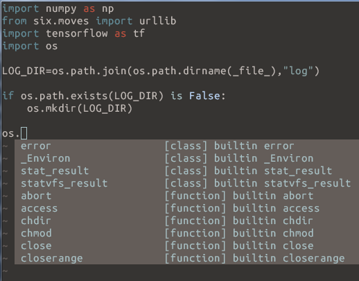 import numpy as np
from six.moves import urllib
import tensorflow as tf
import os
LOG_DIR=os.path.join(os.path.dirname(_file_),"log")
if os.path.exists(LOG_DIR) is False:
    os.mkdir(LOG_DIR)
os.
~ error [class] builtin error
~ _Environ [class] builtin _Environ
~ stat_result [class] builtin stat_result
~ statvfs_result [class] builtin statvfs_result
~ abort [function] builtin abort
~ access [function] builtin access
~ chdir [function] builtin chdir
~ chmod [function] builtin chmod
~ close [function] builtin close
~ closerange [function] builtin closerange
~